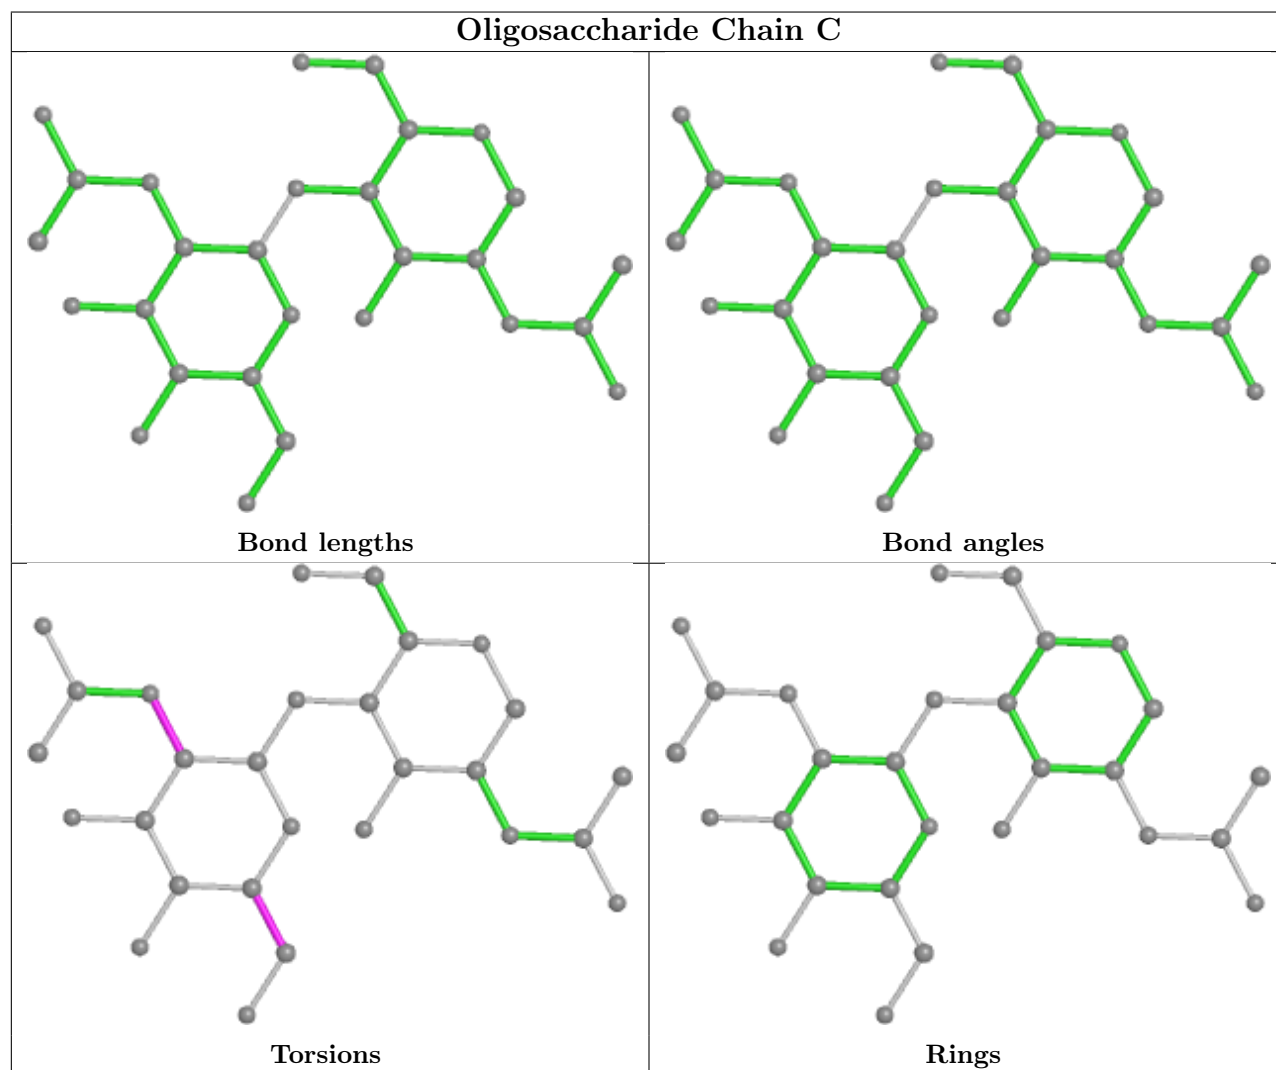 Oligosaccharide Chain C
Bond lengths
Bond angles
Torsions
Rings